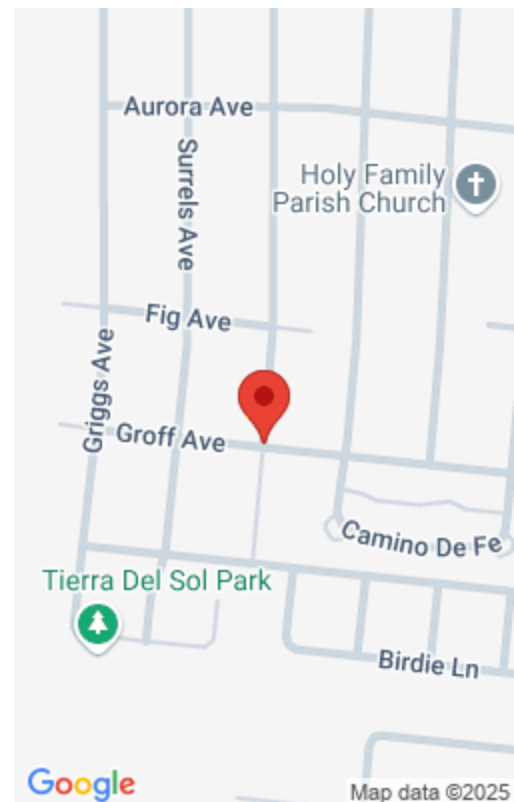 Aurora Ave
Surrels Ave
Holy Family
Parish Church
Fig Ave
Griggs Ave
Groff Ave
Camino De Fe
Tierra Del Sol Park
Birdie Ln
Google
Map data ©2025